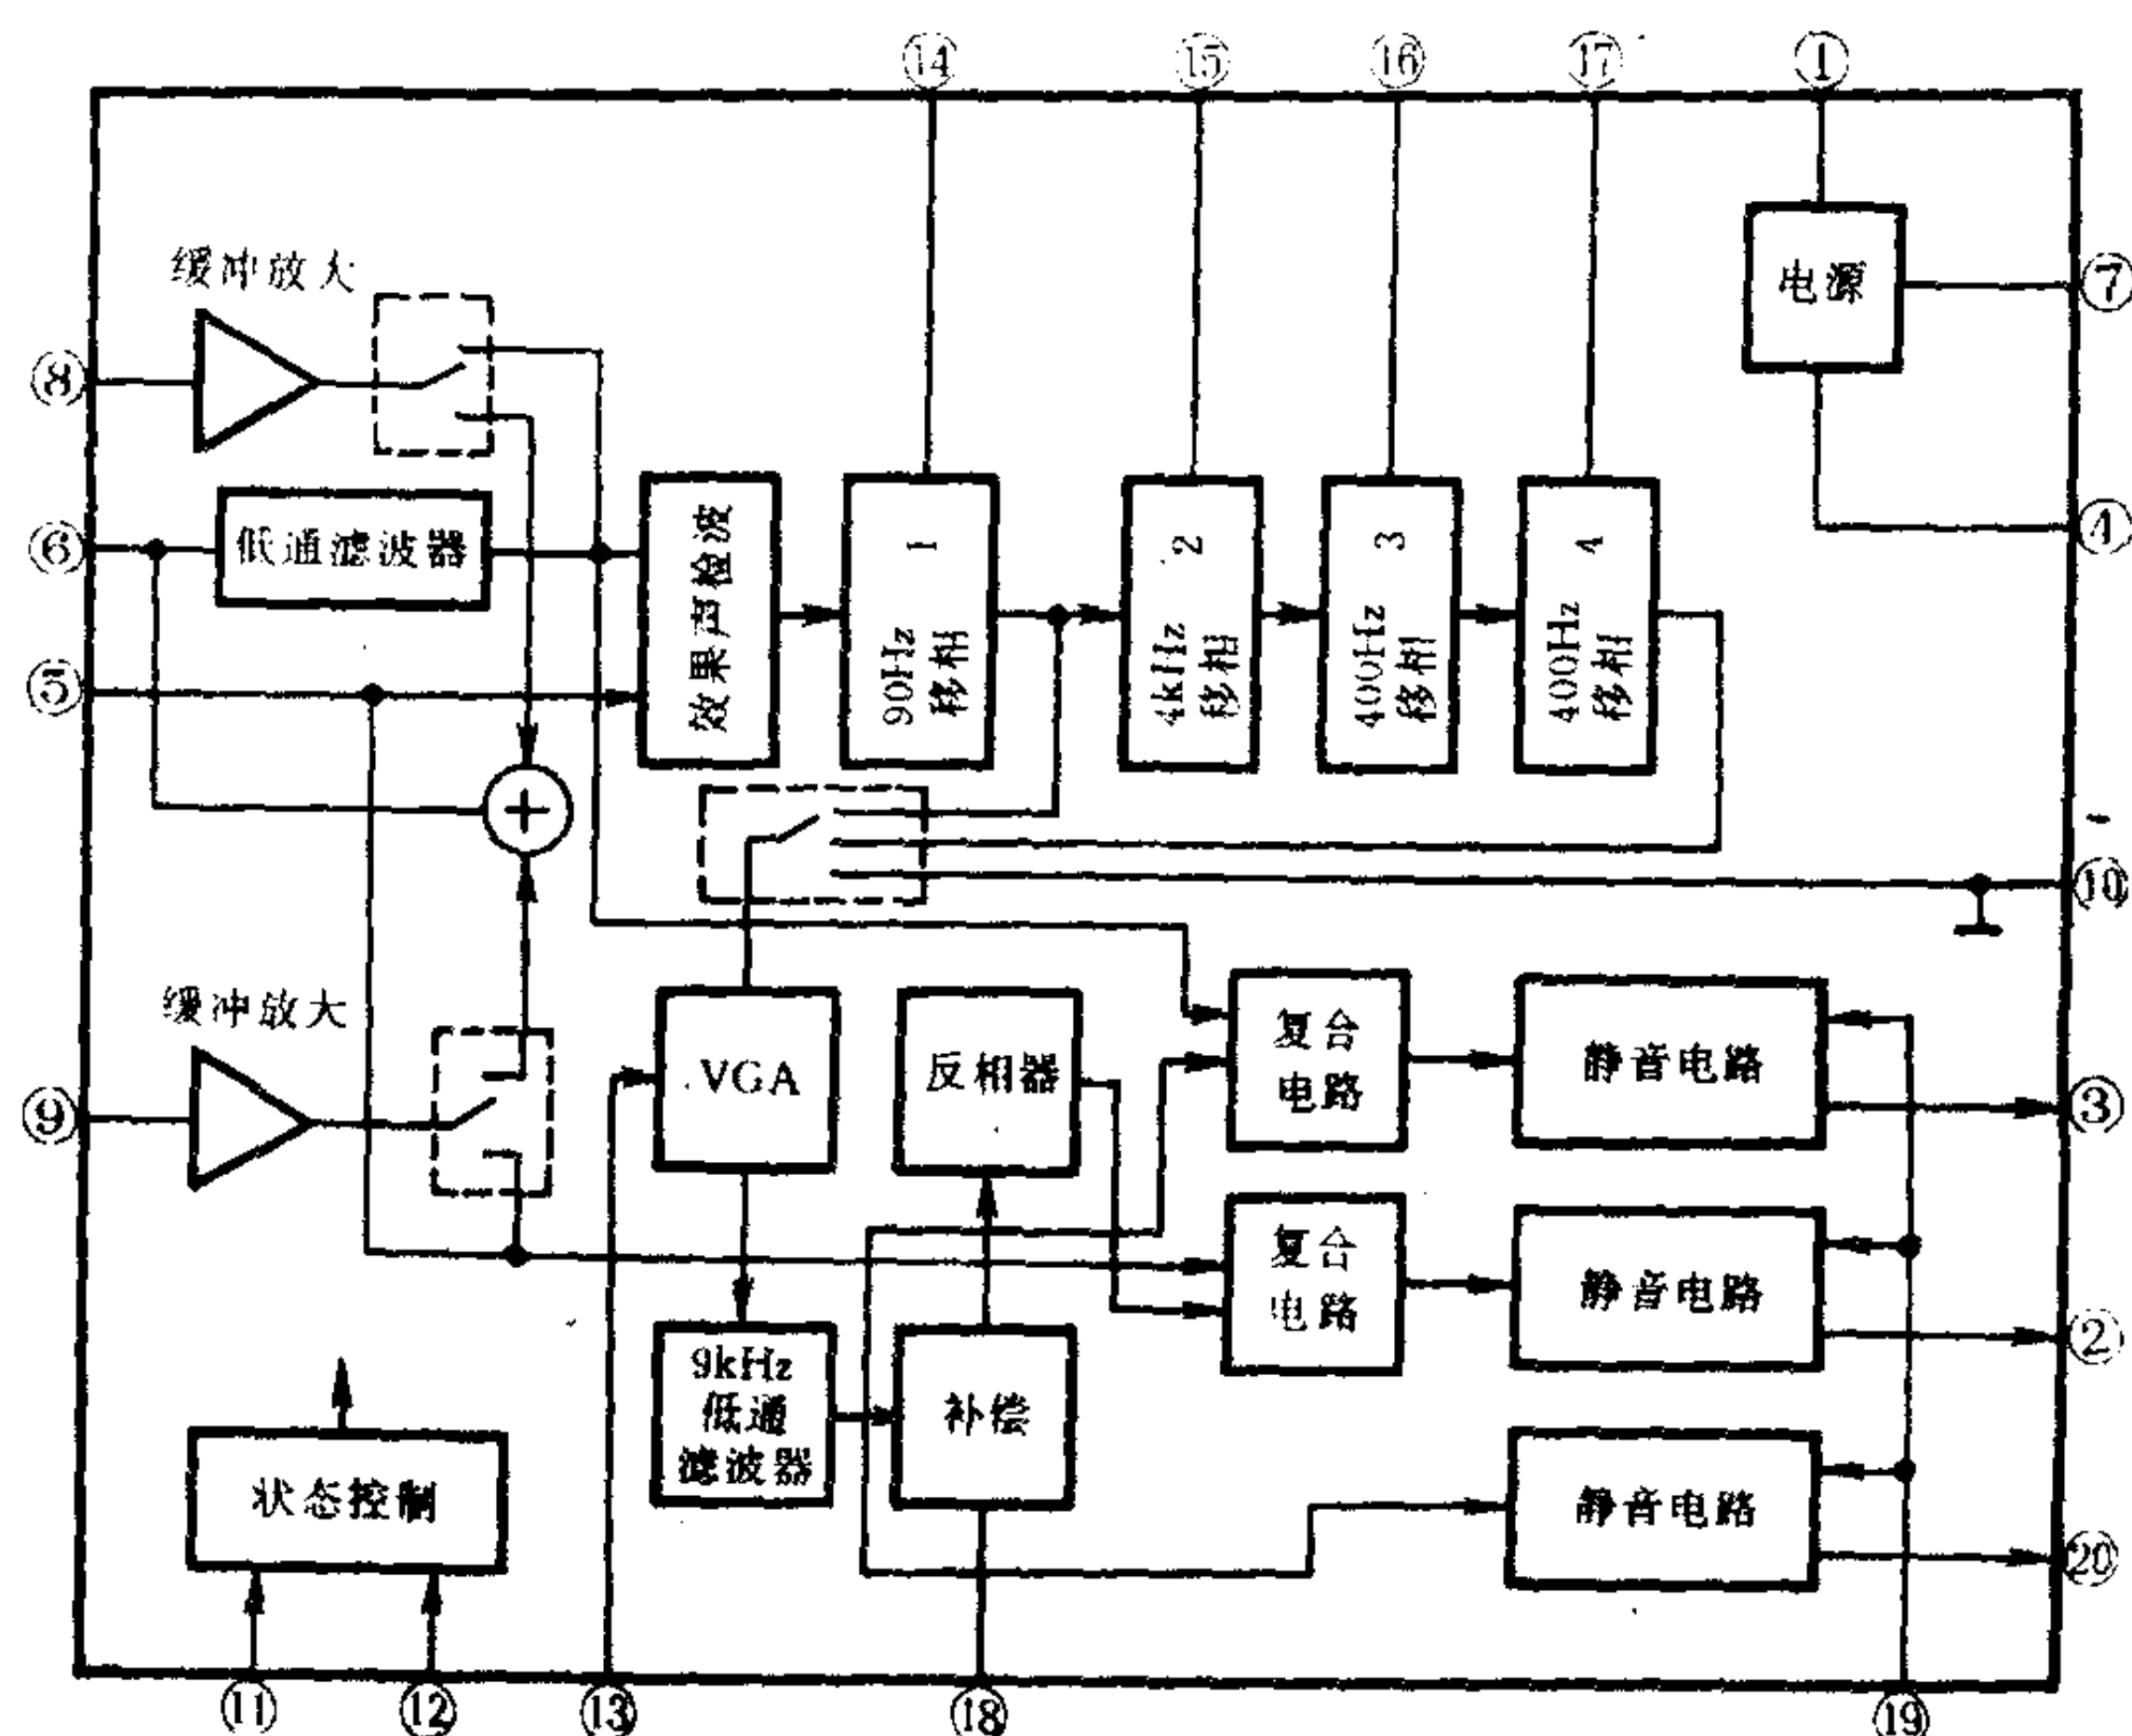 ⑭ ⑮ ⑯ ⑰ ①
电源
⑦
缓冲放大
⑧
④
⑥
低通滤波器
⑤
效果声检波
1
90Hz
移相
2
4kHz
移相
3
400Hz
移相
4
400Hz
移相
+
⑩
缓冲放大
⑨
VGA
反相器
复合
电路
静音电路
③
复合
电路
静音电路
②
9kHz
低通
滤波器
补偿
状态控制
静音电路
⑳
⑪ ⑫ ⑬ ⑱ ⑲